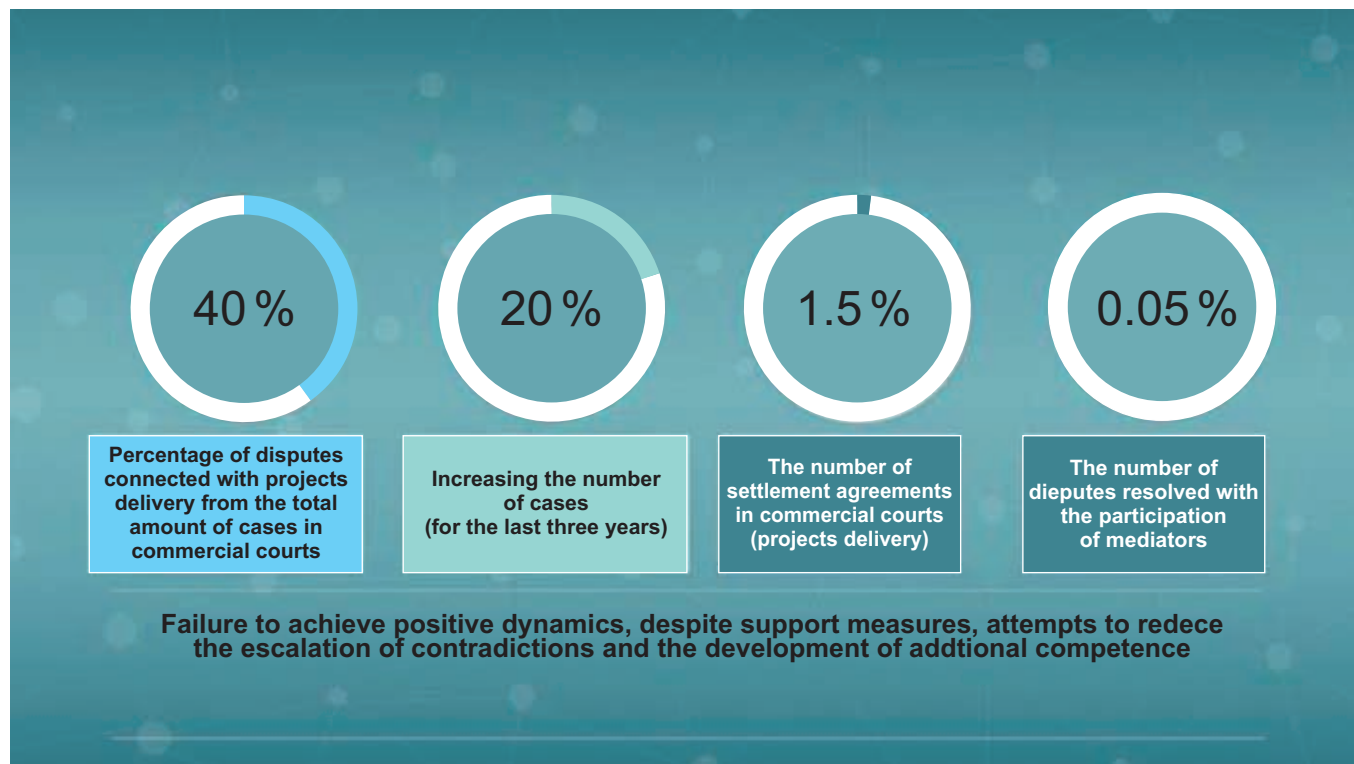 40 %
20 %
1.5 %
0.05 %
Percentage of disputes
connected with projects
delivery from the total
amount of cases in
commercial courts
Increasing the number
of cases
(for the last three years)
The number of
settlement agreements
in commercial courts
(projects delivery)
The number of
dieputes resolved with
the participation
of mediators
Failure to achieve positive dynamics, despite support measures, attempts to redece
the escalation of contradictions and the development of addtional competence